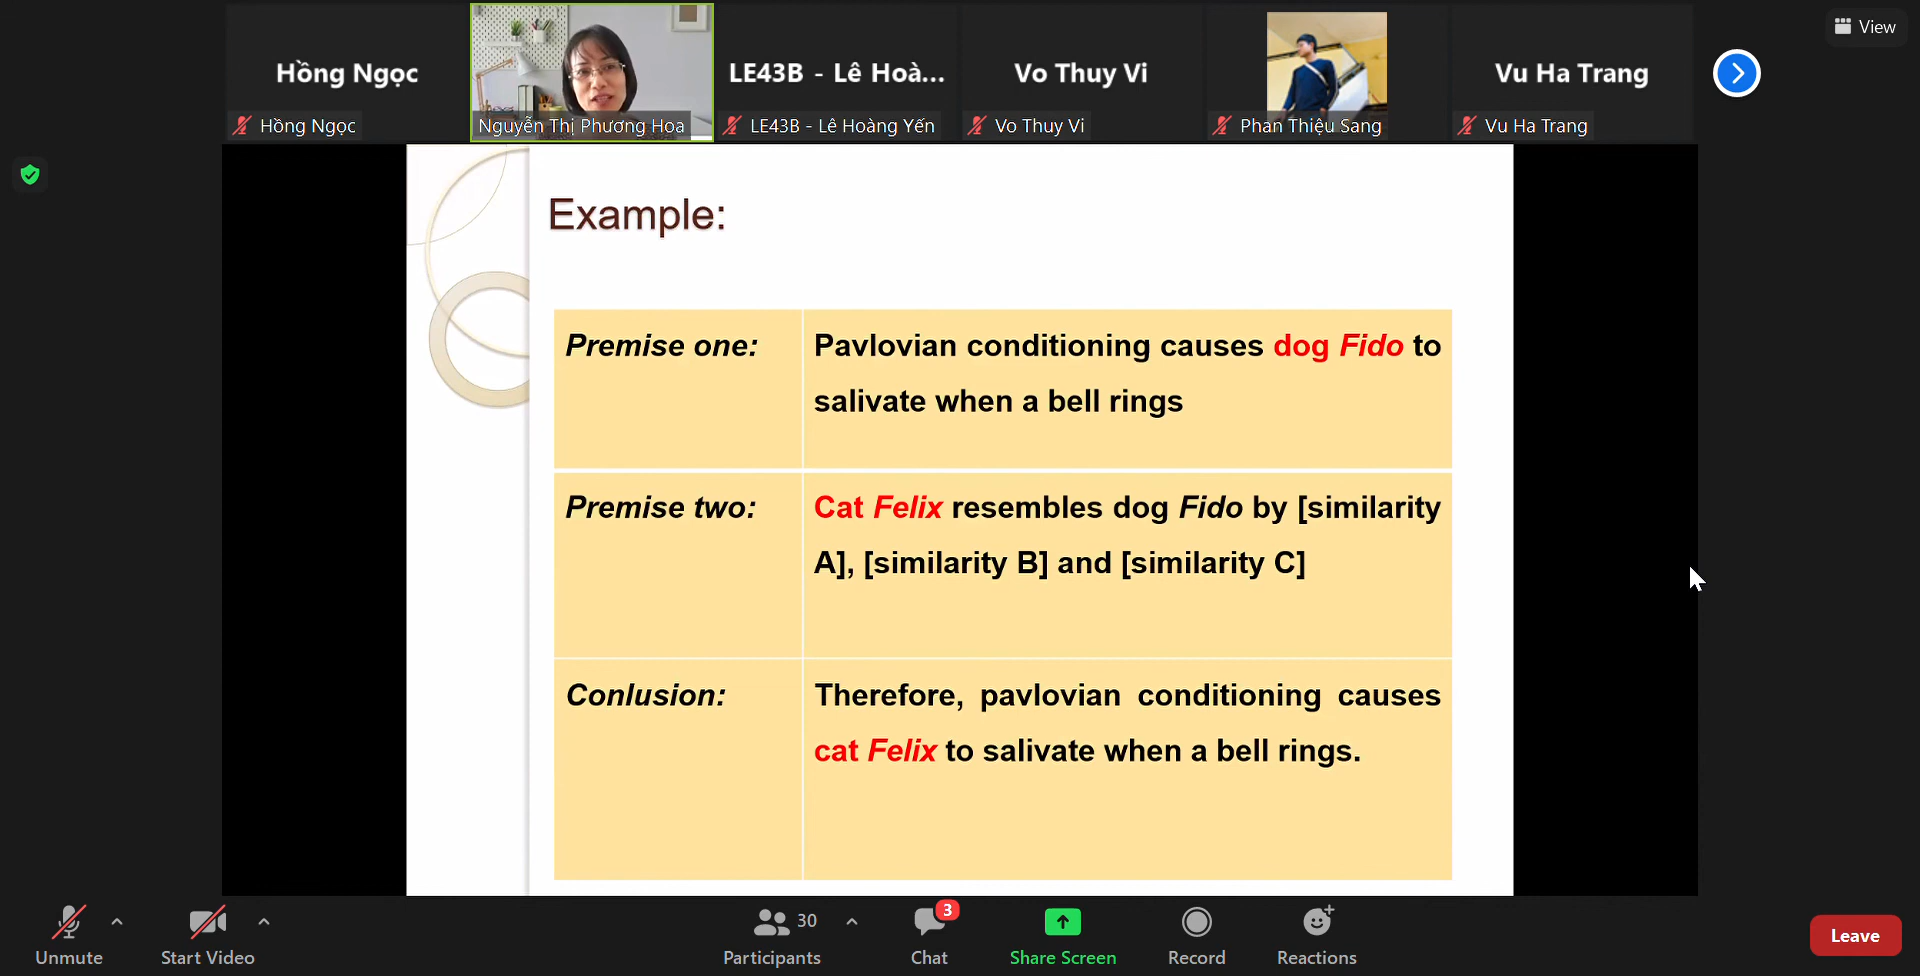 Hồng Ngọc
LE43B - Lê Hoà...
Vo Thuy Vi
Vu Ha Trang
View
Hồng Ngọc
Nguyễn Thị Phương Hoa
LE43B - Lê Hoàng Yến
Vo Thuy Vi
Phan Thiệu Sang
Vu Ha Trang
Example:
Premise one:
Pavlovian conditioning causes dog Fido to
salivate when a bell rings
Premise two:
Cat Felix resembles dog Fido by [similarity
A], [similarity B] and [similarity C]
Conlusion:
Therefore, pavlovian conditioning causes
cat Felix to salivate when a bell rings.
Unmute
Start Video
30
Participants
3
Chat
Share Screen
Record
Reactions
Leave